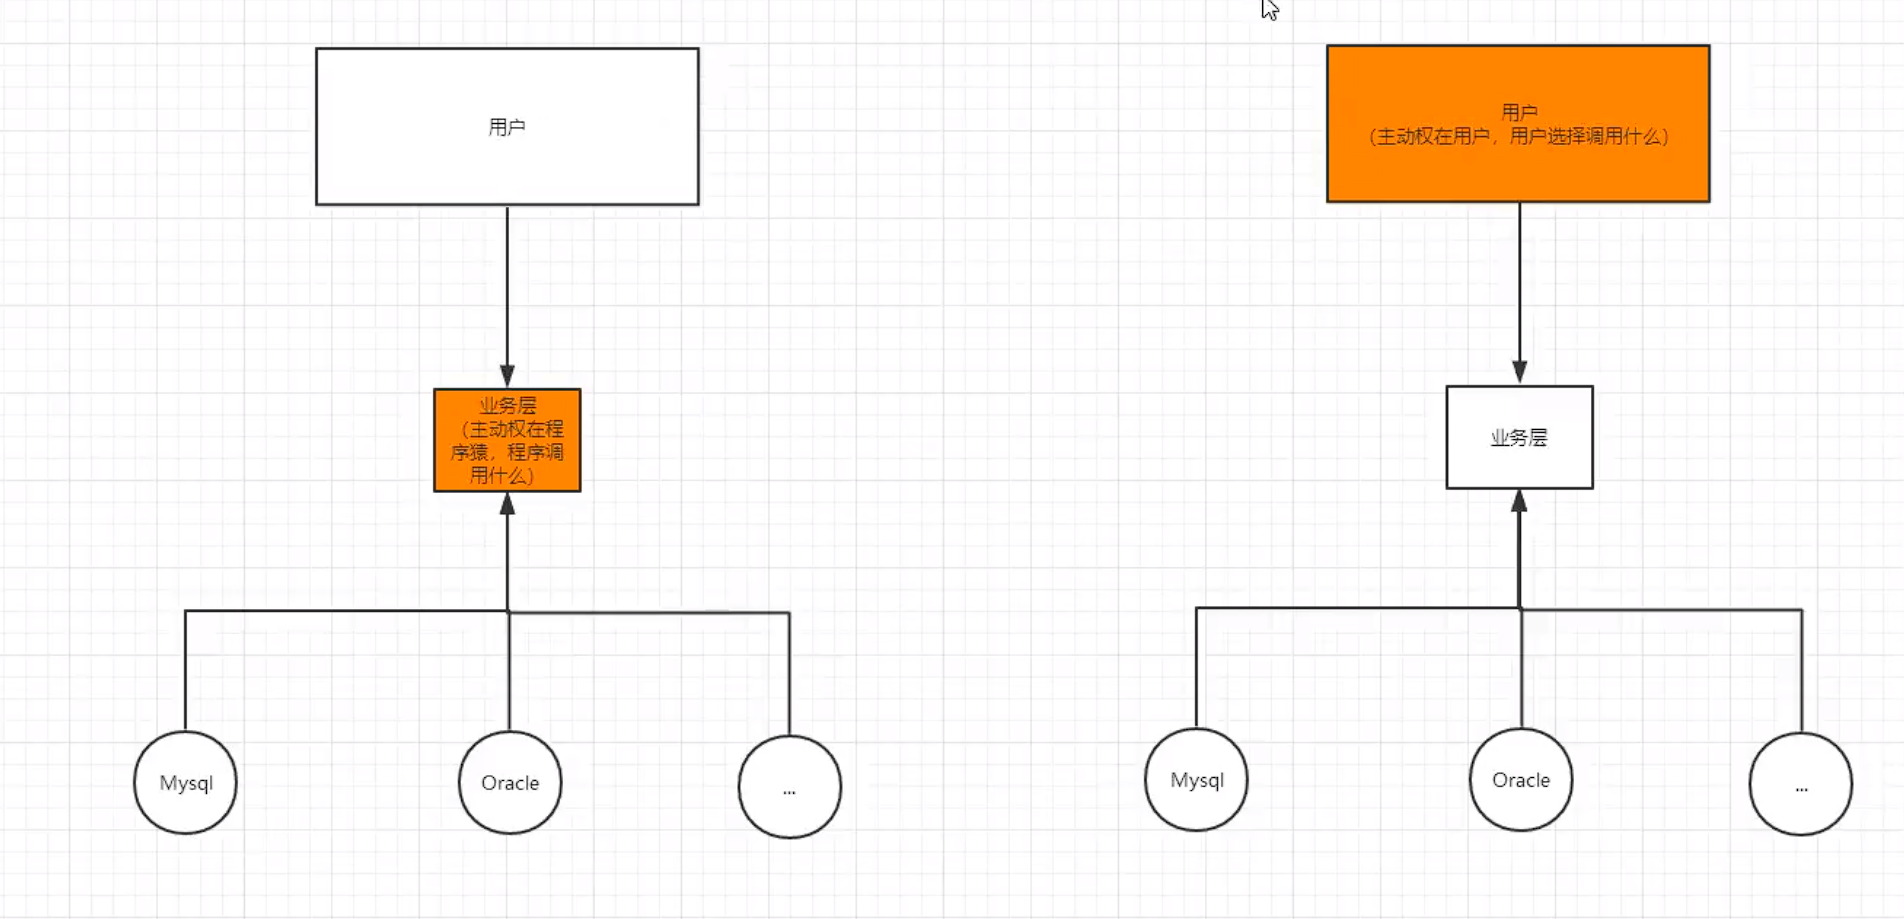 用户
业务层
（主动权在程
序猿，程序调
用什么）
Mysql
Oracle
...
用户
（主动权在用户，用户选择调用什么）
业务层
Mysql
Oracle
...